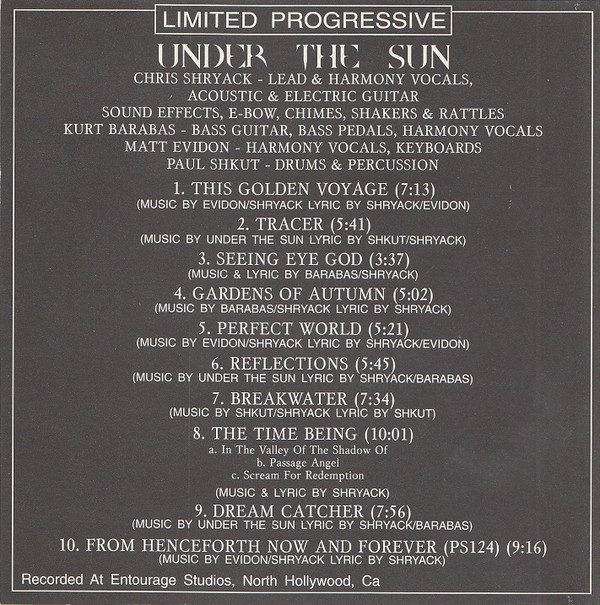 LIMITED PROGRESSIVE
UNDER THE SUN
CHRIS SHRYACK - LEAD & HARMONY VOCALS,
ACOUSTIC & ELECTRIC GUITAR
SOUND EFFECTS, E-BOW, CHIMES, SHAKERS & RATTLES
KURT BARABAS - BASS GUITAR, BASS PEDALS, HARMONY VOCALS
MATT EVIDON - HARMONY VOCALS, KEYBOARDS
PAUL SHKUT - DRUMS & PERCUSSION
1. THIS GOLDEN VOYAGE (7:13)
(MUSIC BY EVIDON/SHRYACK LYRIC BY SHRYACK/EVIDON)
2. TRACER (5:41)
(MUSIC BY UNDER THE SUN LYRIC BY SHKUT/SHRYACK)
3. SEEING EYE GOD (3:37)
(MUSIC & LYRIC BY BARABAS/SHRYACK)
4. GARDENS OF AUTUMN (5:02)
(MUSIC BY BARABAS/SHRYACK LYRIC BY SHRYACK)
5. PERFECT WORLD (5:21)
(MUSIC BY EVIDON/SHRYACK LYRIC BY SHRYACK/EVIDON)
6. REFLECTIONS (5:45)
(MUSIC BY UNDER THE SUN LYRIC BY SHRYACK/BARABAS)
7. BREAKWATER (7:34)
(MUSIC BY SHKUT/SHRYACK LYRIC BY SHKUT)
8. THE TIME BEING (10:01)
a. In The Valley Of The Shadow Of
b. Passage Angel
c. Scream For Redemption
(MUSIC & LYRIC BY SHRYACK)
9. DREAM CATCHER (7:56)
(MUSIC BY UNDER THE SUN LYRIC BY SHRYACK/BARABAS)
10. FROM HENCEFORTH NOW AND FOREVER (PS124) (9:16)
(MUSIC BY EVIDON/SHRYACK LYRIC BY SHRYACK)
Recorded At Entourage Studios, North Hollywood, Ca